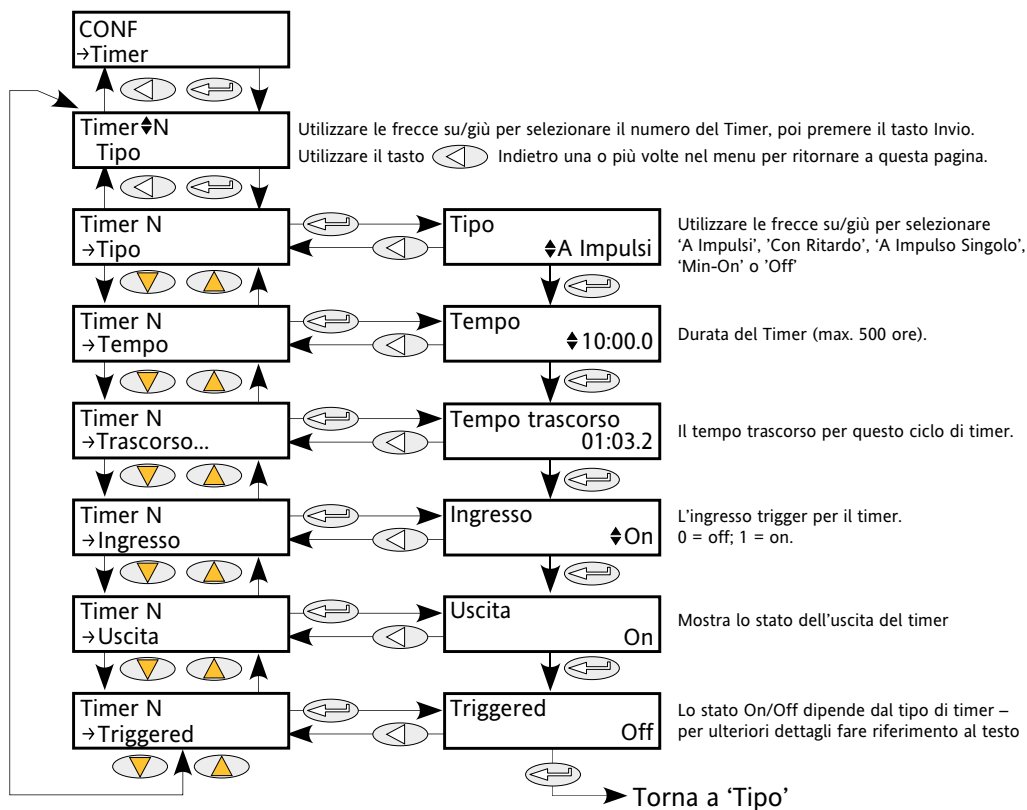 CONF
→Timer
Timer♦N
Tipo
Utilizzare le frecce su/giù per selezionare il numero del Timer, poi premere il tasto Invio.
Utilizzare il tasto Indietro una o più volte nel menu per ritornare a questa pagina.
Timer N
→Tipo
Tipo
♦A Impulsi
Utilizzare le frecce su/giù per selezionare
‘A Impulsi’, ’Con Ritardo’, ‘A Impulso Singolo’,
‘Min-On’ o ’Off’
Timer N
→Tempo
Tempo
♦10:00.0
Durata del Timer (max. 500 ore).
Timer N
→Trascorso...
Tempo trascorso
01:03.2
Il tempo trascorso per questo ciclo di timer.
Timer N
→Ingresso
Ingresso
♦On
L’ingresso trigger per il timer.
0 = off; 1 = on.
Timer N
→Uscita
Uscita
On
Mostra lo stato dell’uscita del timer
Timer N
→Triggered
Triggered
Off
Lo stato On/Off dipende dal tipo di timer –
per ulteriori dettagli fare riferimento al testo
Torna a ‘Tipo’